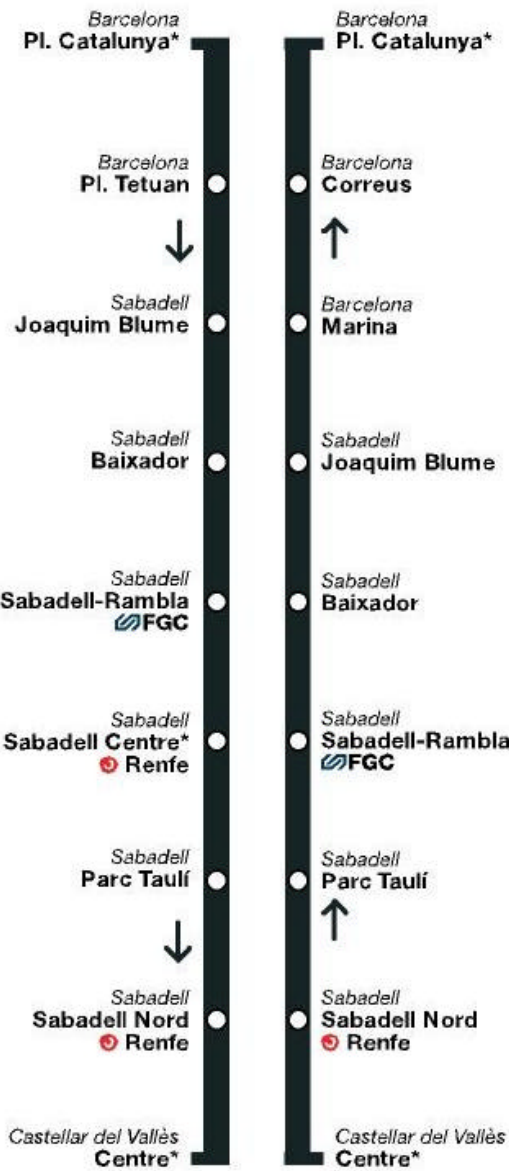 Barcelona
Pl. Catalunya*
Barcelona
Pl. Tetuan
Sabadell
Joaquim Blume
Sabadell
Baixador
Sabadell
Sabadell-Rambla
FGC
Sabadell
Sabadell Centre*
Renfe
Sabadell
Parc Taulí
Sabadell
Sabadell Nord
Renfe
Castellar del Vallès
Centre*
Barcelona
Pl. Catalunya*
Barcelona
Correus
Barcelona
Marina
Sabadell
Joaquim Blume
Sabadell
Baixador
Sabadell
Sabadell-Rambla
FGC
Sabadell
Parc Taulí
Sabadell
Sabadell Nord
Renfe
Castellar del Vallès
Centre*